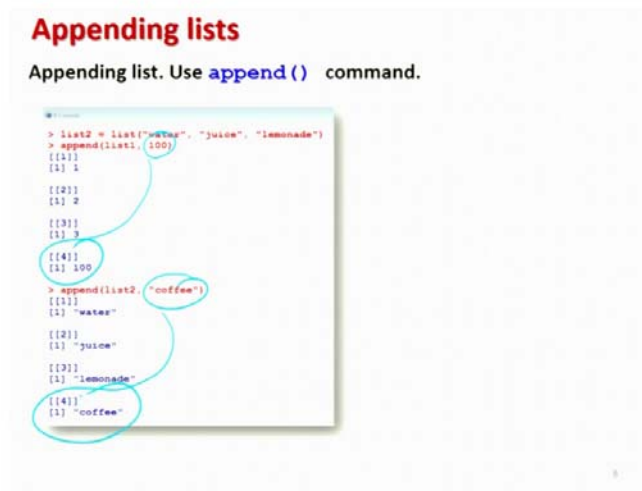 Appending lists
Appending list. Use append() command.
> list2 = list("water", "juice", "lemonade")
> append(list1, 100)
[[1]]
[1] 1
[[2]]
[1] 2
[[3]]
[1] 3
[[4]]
[1] 100
> append(list2, "coffee")
[[1]]
[1] "water"
[[2]]
[1] "juice"
[[3]]
[1] "lemonade"
[[4]]
[1] "coffee"